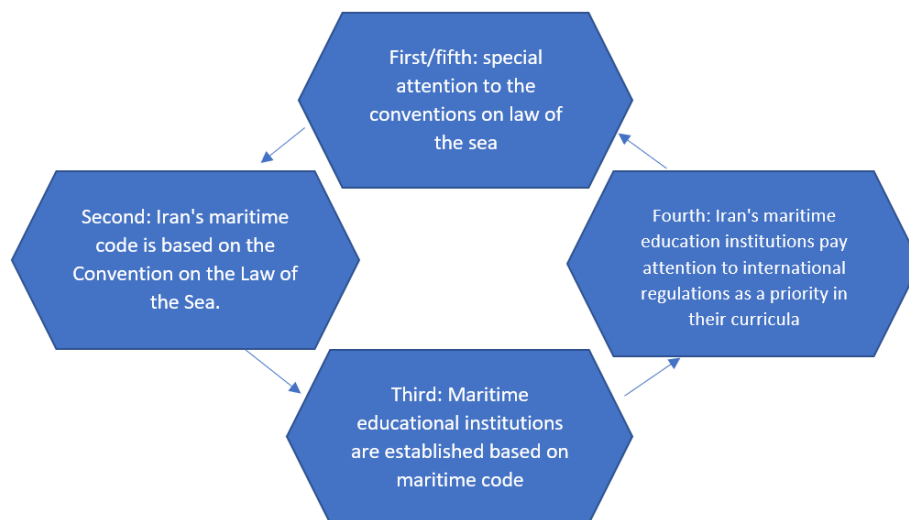 First/fifth: special
attention to the
conventions on law of
the sea
Second: Iran's maritime
code is based on the
Convention on the Law of
the Sea.
Third: Maritime
educational institutions
are established based on
maritime code
Fourth: Iran's maritime
education institutions pay
attention to international
regulations as a priority in
their curricula